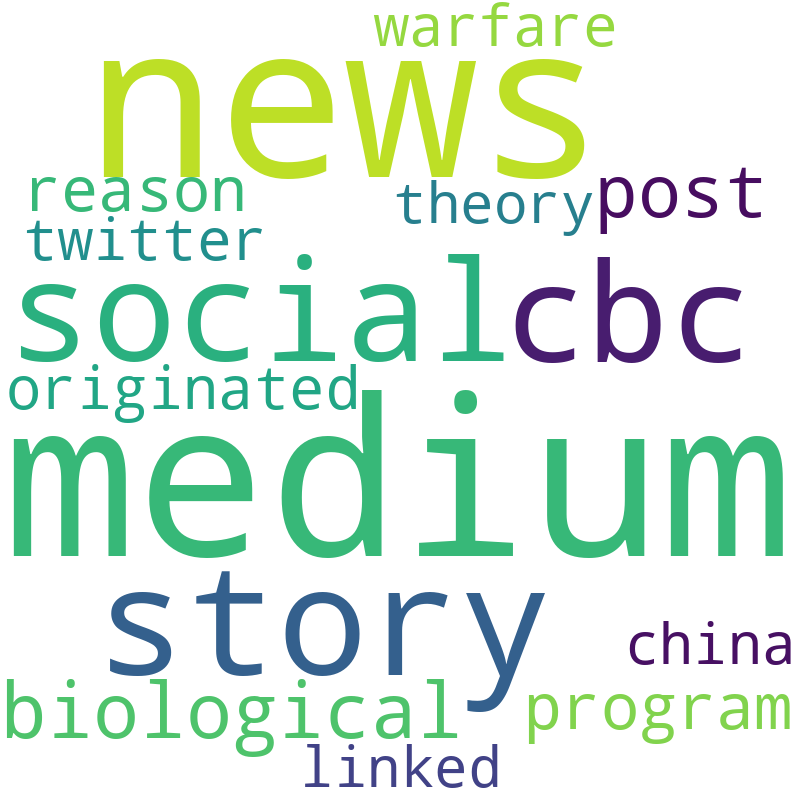 warfare
news
reason theory post
twitter
social cbc
originated
medium
story
china
biological program
linked